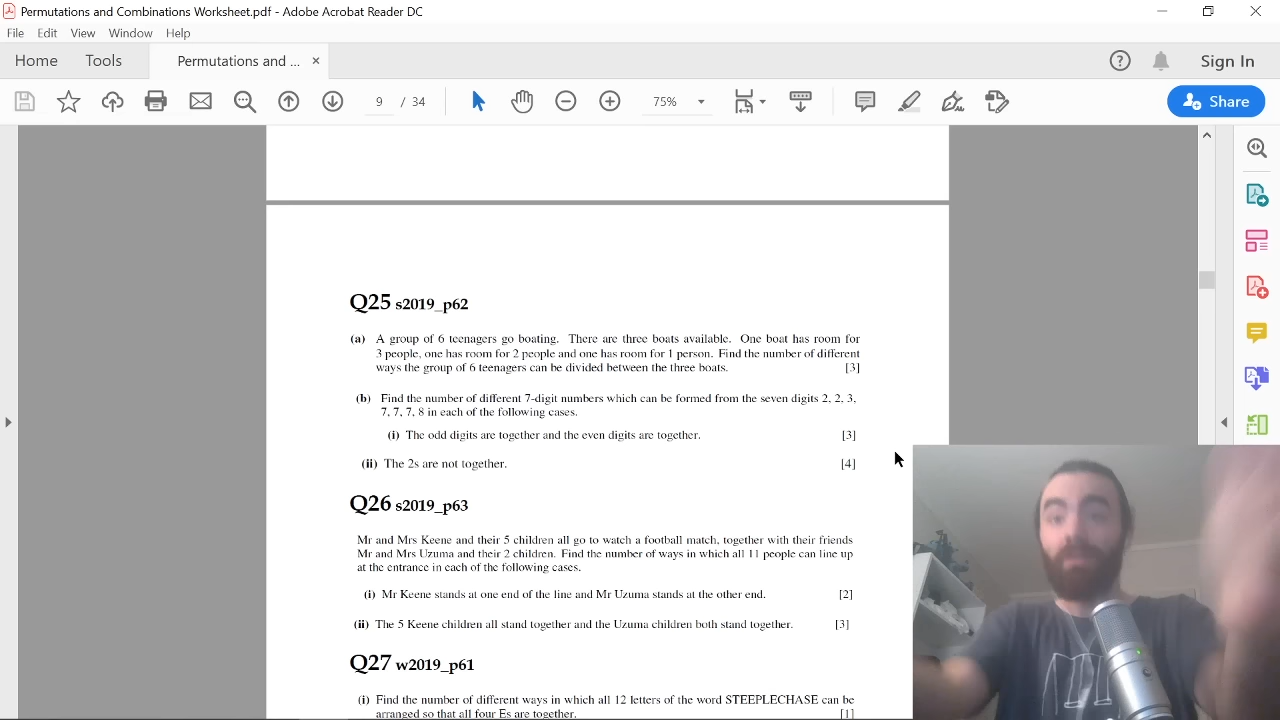 Permutations and Combinations Worksheet.pdf - Adobe Acrobat Reader DC
File Edit View Window Help
Home Tools Permutations and ... × Sign In
9 / 34 75% Share
Q25 s2019_p62
(a) A group of 6 teenagers go boating. There are three boats available. One boat has room for
3 people, one has room for 2 people and one has room for 1 person. Find the number of different
ways the group of 6 teenagers can be divided between the three boats. [3]
(b) Find the number of different 7-digit numbers which can be formed from the seven digits 2, 2, 3,
7, 7, 7, 8 in each of the following cases.
(i) The odd digits are together and the even digits are together. [3]
(ii) The 2s are not together. [4]
Q26 s2019_p63
Mr and Mrs Keene and their 5 children all go to watch a football match, together with their friends
Mr and Mrs Uzuma and their 2 children. Find the number of ways in which all 11 people can line up
at the entrance in each of the following cases.
(i) Mr Keene stands at one end of the line and Mr Uzuma stands at the other end. [2]
(ii) The 5 Keene children all stand together and the Uzuma children both stand together. [3]
Q27 w2019_p61
(i) Find the number of different ways in which all 12 letters of the word STEEPLECHASE can be
arranged so that all four Es are together. [1]